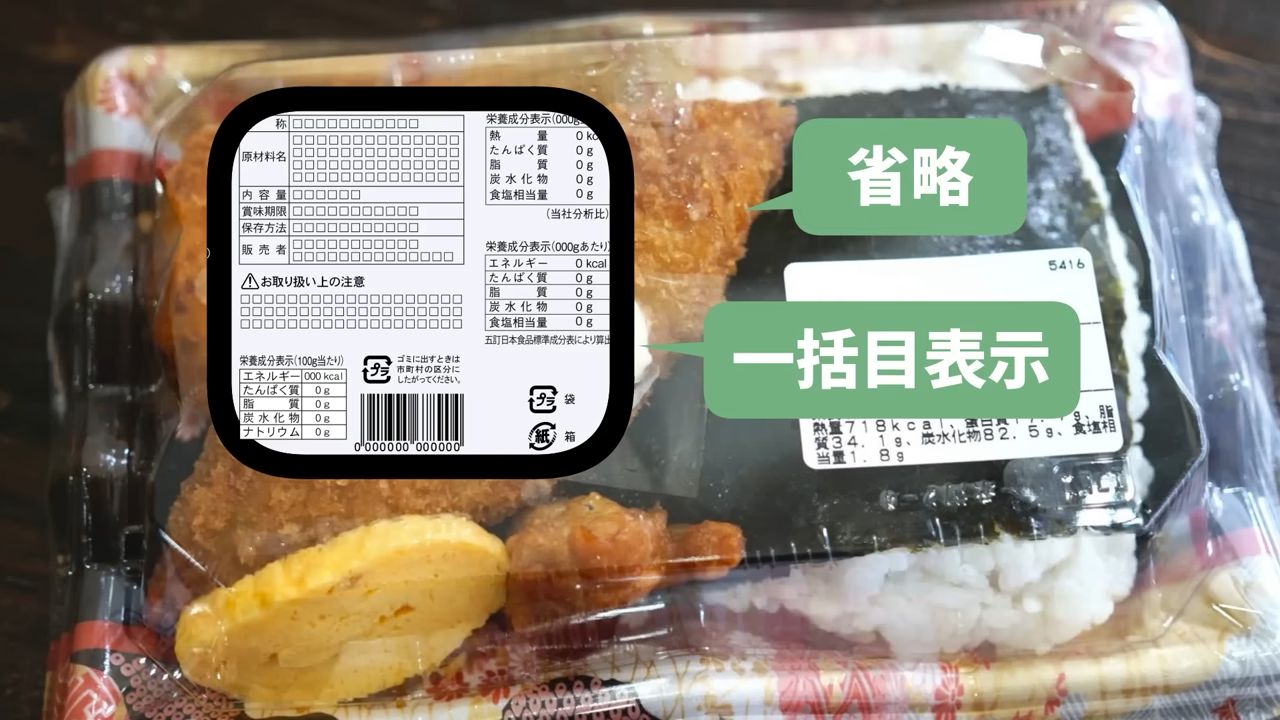 称 □□□□□□□□□□□
原材料名 □□□□□□□□□□□□□□□
□□□□□□□□□□□□□□□
□□□□□□□□□□□□□□□
□□□□□□□□□□□□□□□
内容量 □□□□□□
賞味期限 □□□□□□□□□□□
保存方法 □□□□□□□□□□□
販売者 □□□□□□□□□□□
□□□□□□□□□□□□□□
お取り扱い上の注意
□□□□□□□□□□□□□□□□□
□□□□□□□□□□□□□□□□□
□□□□□□□□□□□□□□□□□
栄養成分表示(100g当たり)
エネルギー 000 kcal
たんぱく質 0 g
脂質 0 g
炭水化物 0 g
ナトリウム 0 g
プラ
ゴミに出すときは
市町村の区分に
したがってください。
0 000000 000000
栄養成分表示(000g
熱量 0 kc
たんぱく質 0 g
脂質 0 g
炭水化物 0 g
食塩相当量 0 g
(当社分析比)
栄養成分表示(000gあたり)
エネルギー 0 kcal
たんぱく質 0 g
脂質 0 g
炭水化物 0 g
食塩相当量 0 g
五訂日本食品標準成分表により算出
プラ 袋
紙 箱
省略
一括目表示
5416
熱量718kcal、蛋白質
、脂
質34.1g、炭水化物82.5g、食塩相
当量1.8g